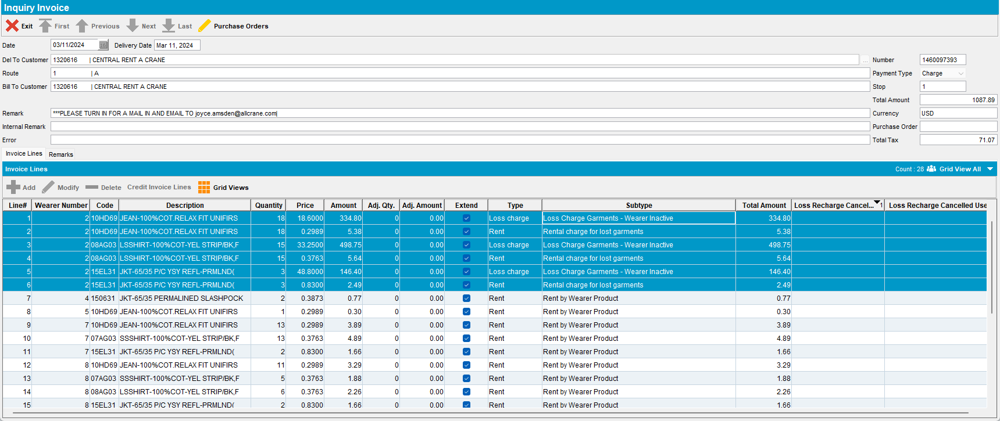 Inquiry Invoice
Exit First Previous Next Last Purchase Orders
Date 03/11/2024 16 Delivery Date Mar 11, 2024
Del To Customer 1320616 | CENTRAL RENT A CRANE ... Number 1460097393
Route 1 | A Payment Type Charge
Bill To Customer 1320616 | CENTRAL RENT A CRANE Stop 1
Total Amount 1087.89
Remark ***PLEASE TURN IN FOR A MAIL IN AND EMAIL TO joyce.amsden@allcrane.com Currency USD
Internal Remark Purchase Order
Error Total Tax 71.07
Invoice Lines Remarks
Invoice Lines Count : 28 Grid View All
Add Modify Delete Credit Invoice Lines Grid Views
Line# Wearer Number Code Description Quantity Price Amount Adj. Qty. Adj. Amount Extend Type Subtype Total Amount Loss Recharge Cancel... 1 Loss Recharge Cancelled Use
1 2 10HD69 JEAN-100%COT.RELAX FIT UNIFIRS 18 18.6000 334.80 0 0.00 Loss charge Loss Charge Garments - Wearer Inactive 334.80
2 2 10HD69 JEAN-100%COT.RELAX FIT UNIFIRS 18 0.2989 5.38 0 0.00 Rent Rental charge for lost garments 5.38
3 2 08AG03 LSSHIRT-100%COT-YEL STRIP/BK,F 15 33.2500 498.75 0 0.00 Loss charge Loss Charge Garments - Wearer Inactive 498.75
4 2 08AG03 LSSHIRT-100%COT-YEL STRIP/BK,F 15 0.3763 5.64 0 0.00 Rent Rental charge for lost garments 5.64
5 2 15EL31 JKT-65/35 P/C YSY REFL-PRMLND( 3 48.8000 146.40 0 0.00 Loss charge Loss Charge Garments - Wearer Inactive 146.40
6 2 15EL31 JKT-65/35 P/C YSY REFL-PRMLND( 3 0.8300 2.49 0 0.00 Rent Rental charge for lost garments 2.49
7 4 150631 JKT-65/35 PERMALINED SLASHPOCK 2 0.3873 0.77 0 0.00 Rent Rent by Wearer Product 0.77
8 5 10HD69 JEAN-100%COT.RELAX FIT UNIFIRS 1 0.2989 0.30 0 0.00 Rent Rent by Wearer Product 0.30
9 7 10HD69 JEAN-100%COT.RELAX FIT UNIFIRS 13 0.2989 3.89 0 0.00 Rent Rent by Wearer Product 3.89
10 7 07AG03 SSSHIRT-100%COT-YEL STRIP/BK,F 13 0.3763 4.89 0 0.00 Rent Rent by Wearer Product 4.89
11 7 15EL31 JKT-65/35 P/C YSY REFL-PRMLND( 2 0.8300 1.66 0 0.00 Rent Rent by Wearer Product 1.66
12 8 10HD69 JEAN-100%COT.RELAX FIT UNIFIRS 11 0.2989 3.29 0 0.00 Rent Rent by Wearer Product 3.29
13 8 07AG03 SSSHIRT-100%COT-YEL STRIP/BK,F 5 0.3763 1.88 0 0.00 Rent Rent by Wearer Product 1.88
14 8 08AG03 LSSHIRT-100%COT-YEL STRIP/BK,F 6 0.3763 2.26 0 0.00 Rent Rent by Wearer Product 2.26
15 8 15EL31 JKT-65/35 P/C YSY REFL-PRMLND( 2 0.8300 1.66 0 0.00 Rent Rent by Wearer Product 1.66